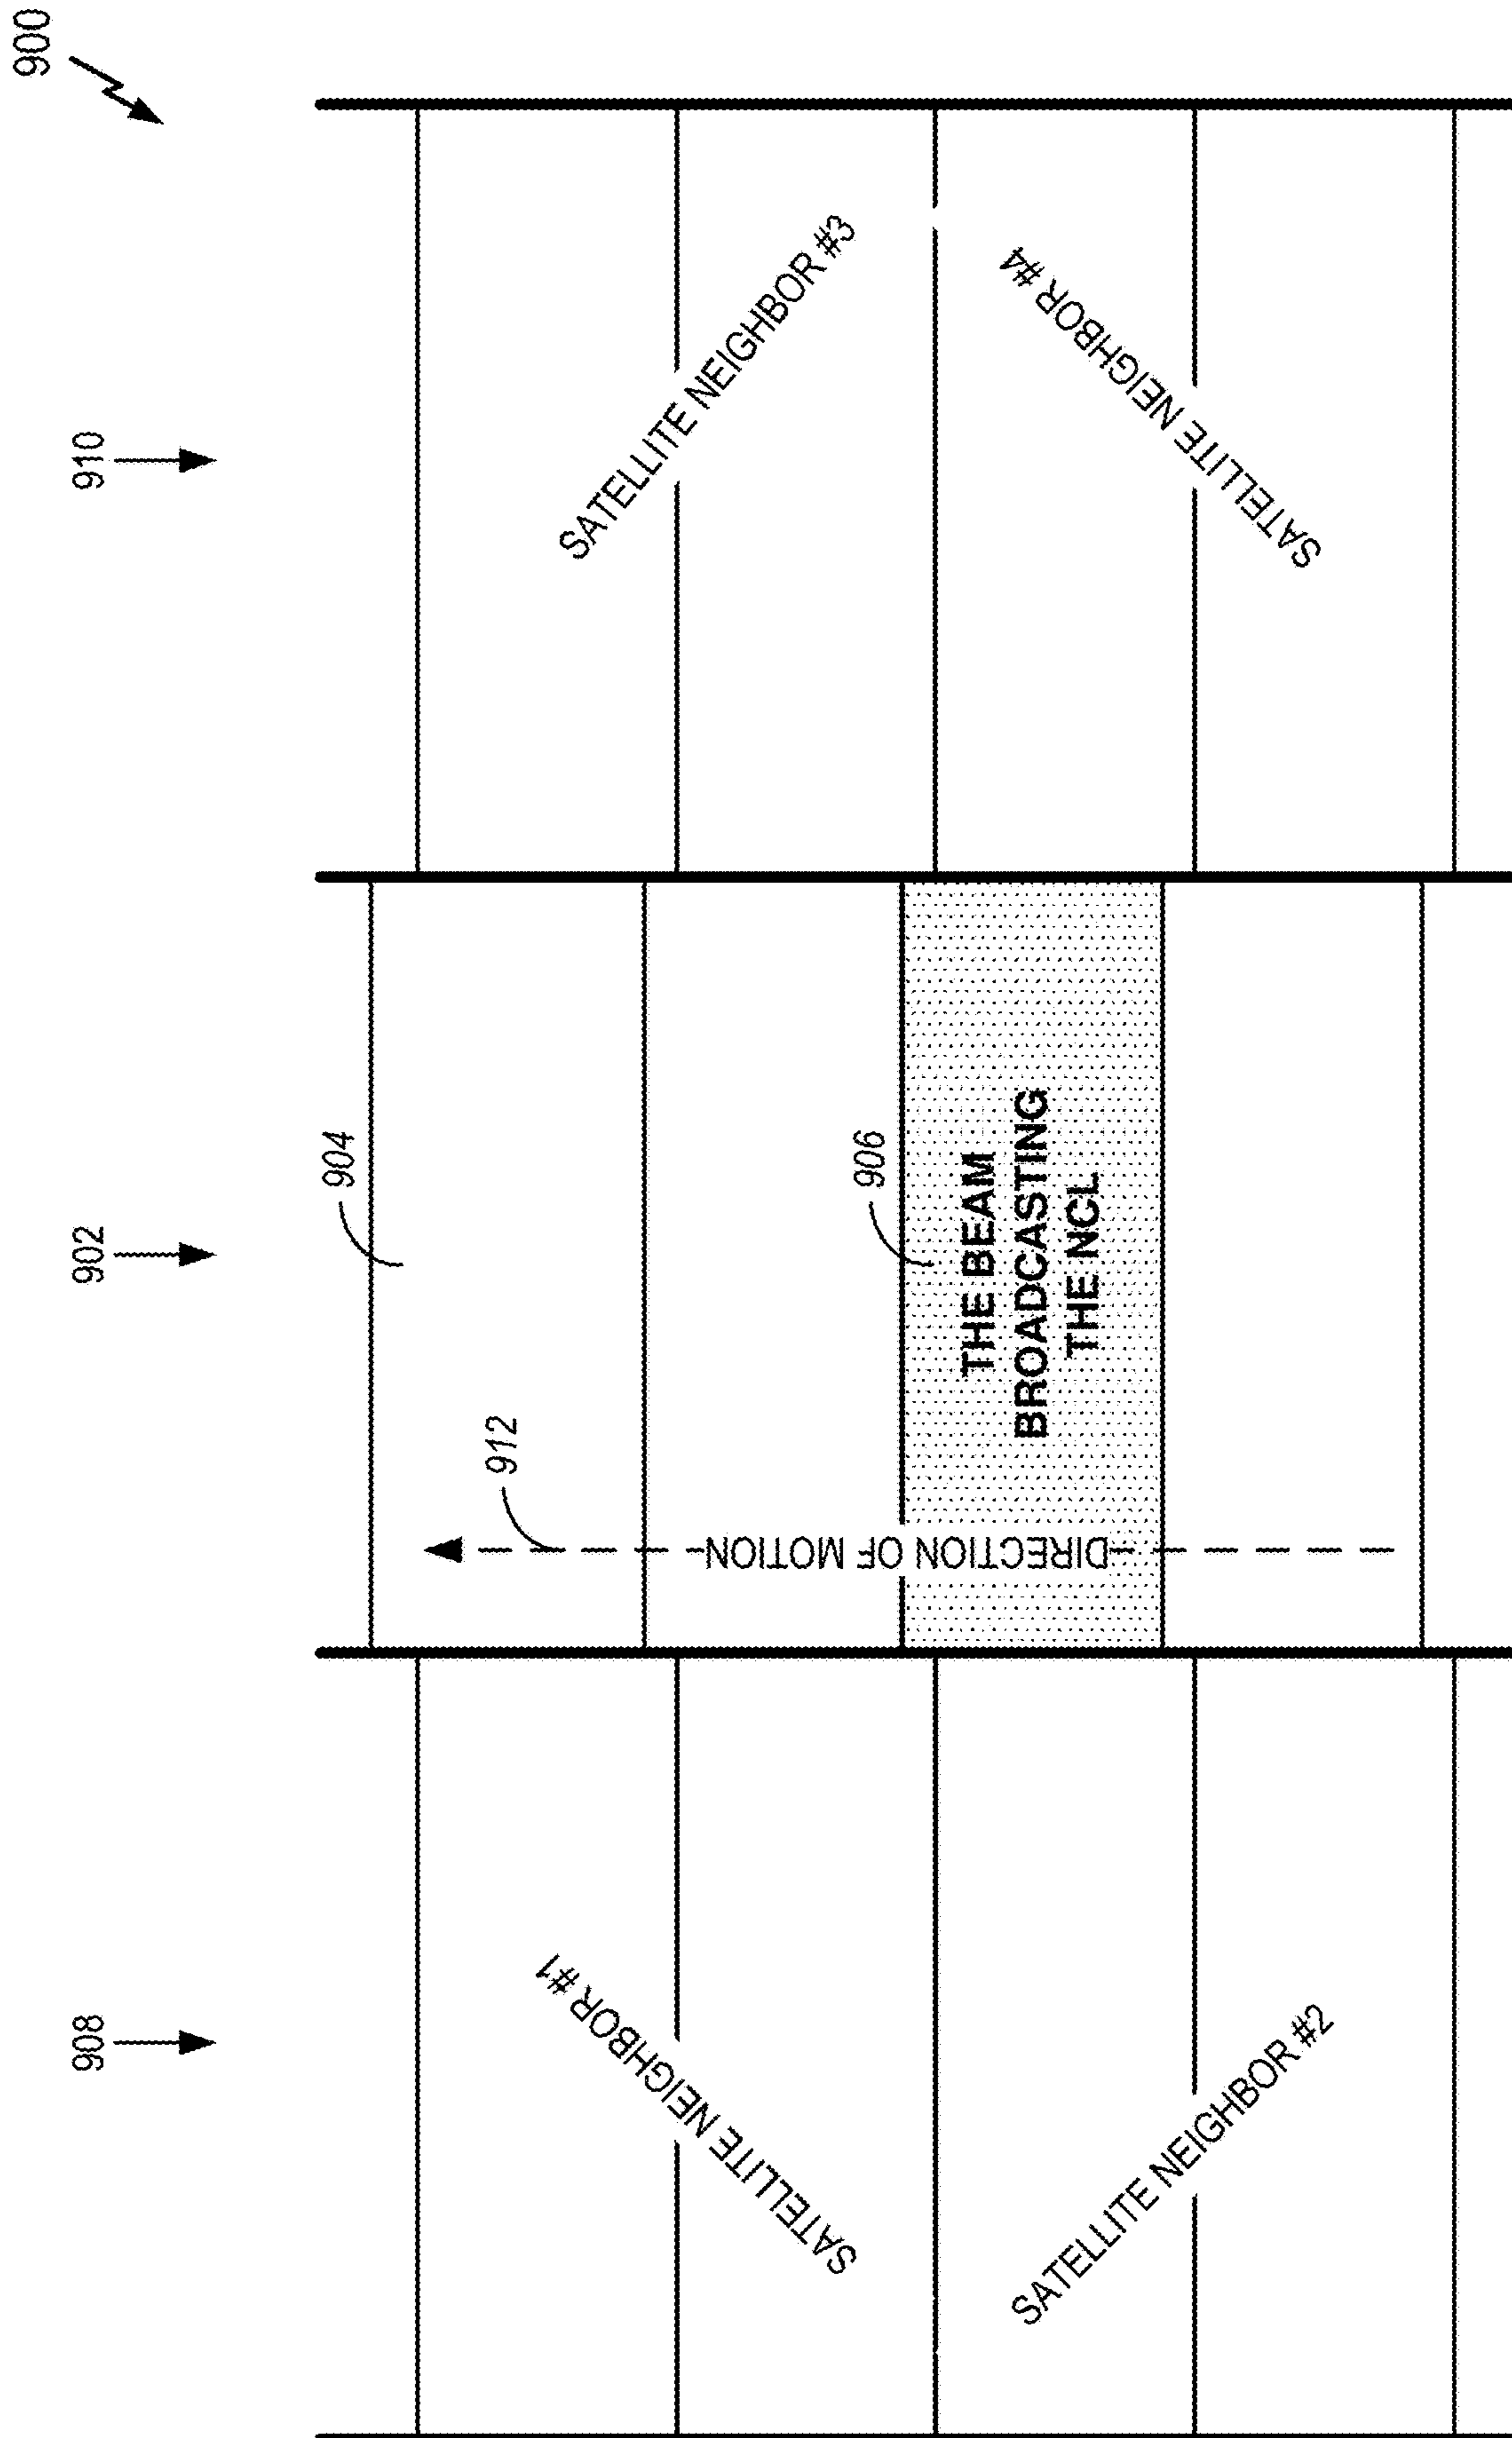 900
908
902
910
904
912
906
DIRECTION OF MOTION
THE BEAM
BROADCASTING
THE NCL
SATELLITE NEIGHBOR #1
SATELLITE NEIGHBOR #2
SATELLITE NEIGHBOR #3
SATELLITE NEIGHBOR #4